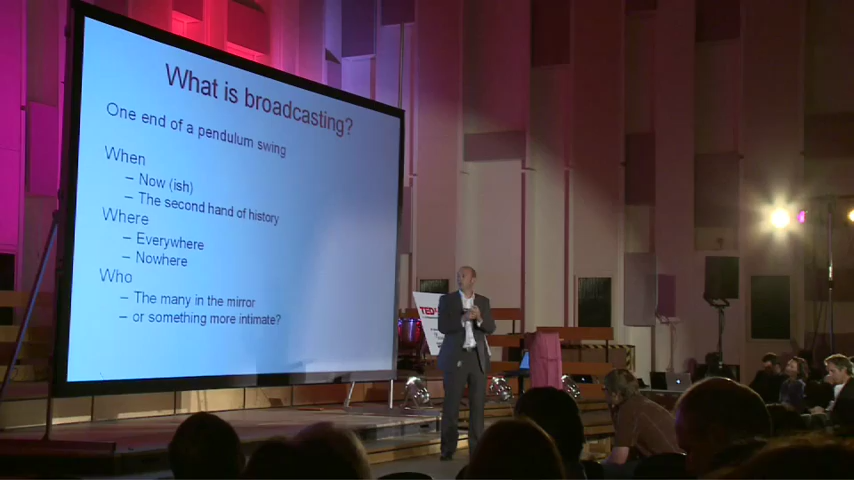 What is broadcasting?
One end of a pendulum swing
When
– Now (ish)
– The second hand of history
Where
– Everywhere
– Nowhere
Who
– The many in the mirror
– or something more intimate?
TED